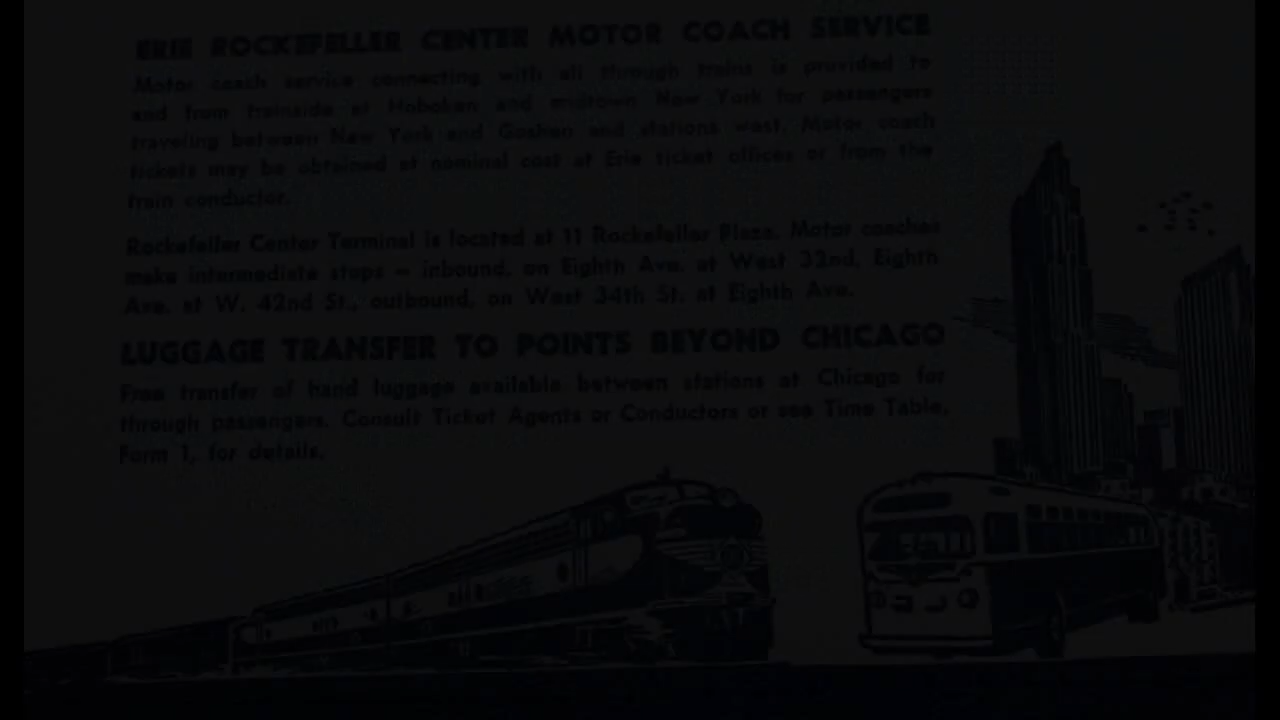 ERIE ROCKEFELLER CENTER MOTOR COACH SERVICE
Motor coach service connecting with all through trains is provided to
and from trainside at Hoboken and midtown New York for passengers
traveling between New York and Goshen and stations west. Motor coach
tickets may be obtained at nominal cost at Erie ticket offices or from the
train conductor.
Rockefeller Center Terminal is located at 11 Rockefeller Plaza. Motor coaches
make intermediate stops — inbound, on Eighth Ave. at West 32nd, Eighth
Ave. at W. 42nd St., outbound, on West 34th St. at Eighth Ave.
LUGGAGE TRANSFER TO POINTS BEYOND CHICAGO
Free transfer of hand luggage available between stations at Chicago for
through passengers. Consult Ticket Agents or Conductors or see Time Table,
Form 1, for details.